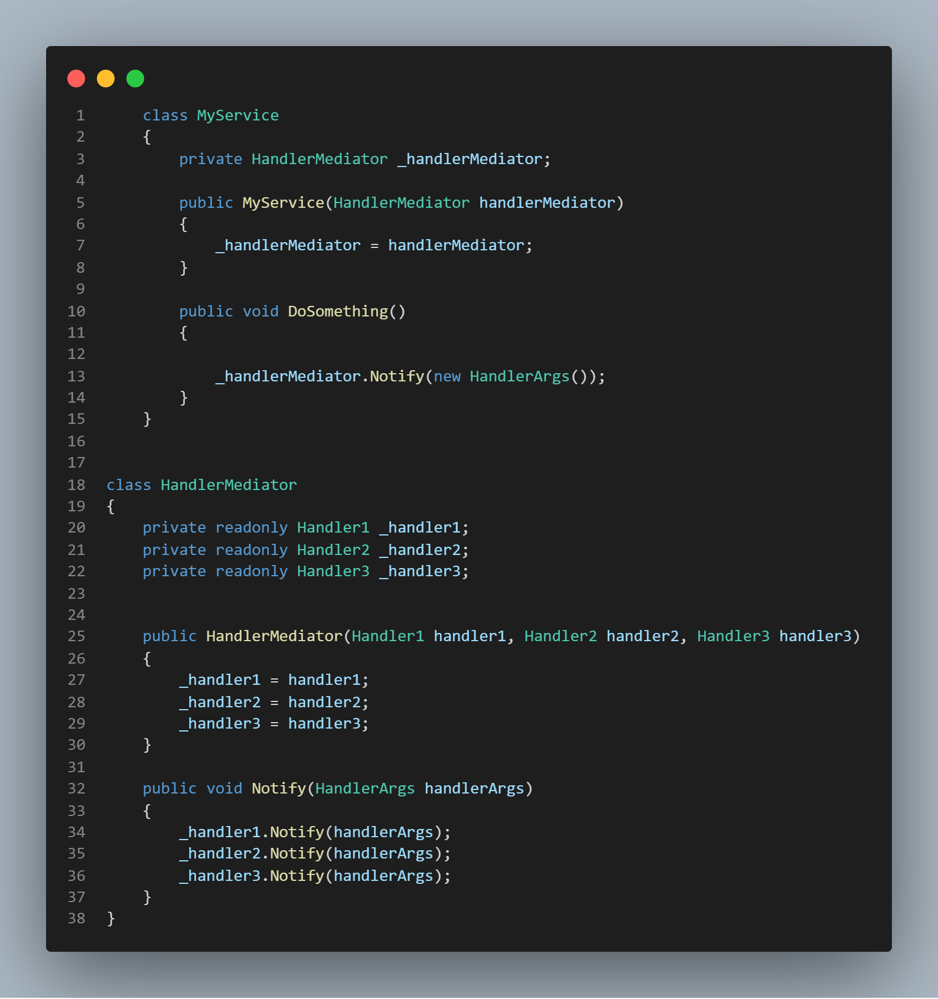 1 class MyService
2 {
3 private HandlerMediator _handlerMediator;
4
5 public MyService(HandlerMediator handlerMediator)
6 {
7 _handlerMediator = handlerMediator;
8 }
9
10 public void DoSomething()
11 {
12
13 _handlerMediator.Notify(new HandlerArgs());
14 }
15 }
16
17
18 class HandlerMediator
19 {
20 private readonly Handler1 _handler1;
21 private readonly Handler2 _handler2;
22 private readonly Handler3 _handler3;
23
24
25 public HandlerMediator(Handler1 handler1, Handler2 handler2, Handler3 handler3)
26 {
27 _handler1 = handler1;
28 _handler2 = handler2;
29 _handler3 = handler3;
30 }
31
32 public void Notify(HandlerArgs handlerArgs)
33 {
34 _handler1.Notify(handlerArgs);
35 _handler2.Notify(handlerArgs);
36 _handler3.Notify(handlerArgs);
37 }
38 }